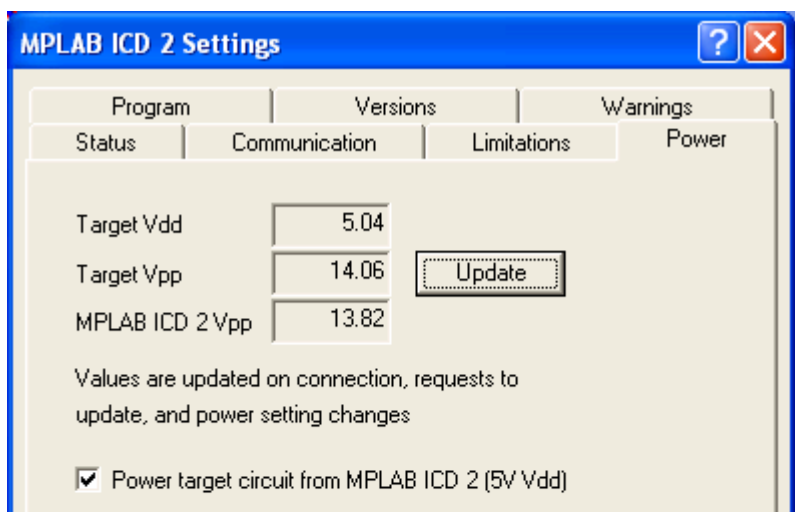 MPLAB ICD 2 Settings
Program Versions Warnings
Status Communication Limitations Power
Target Vdd 5.04
Target Vpp 14.06 Update
MPLAB ICD 2 Vpp 13.82
Values are updated on connection, requests to
update, and power setting changes
Power target circuit from MPLAB ICD 2 (5V Vdd)